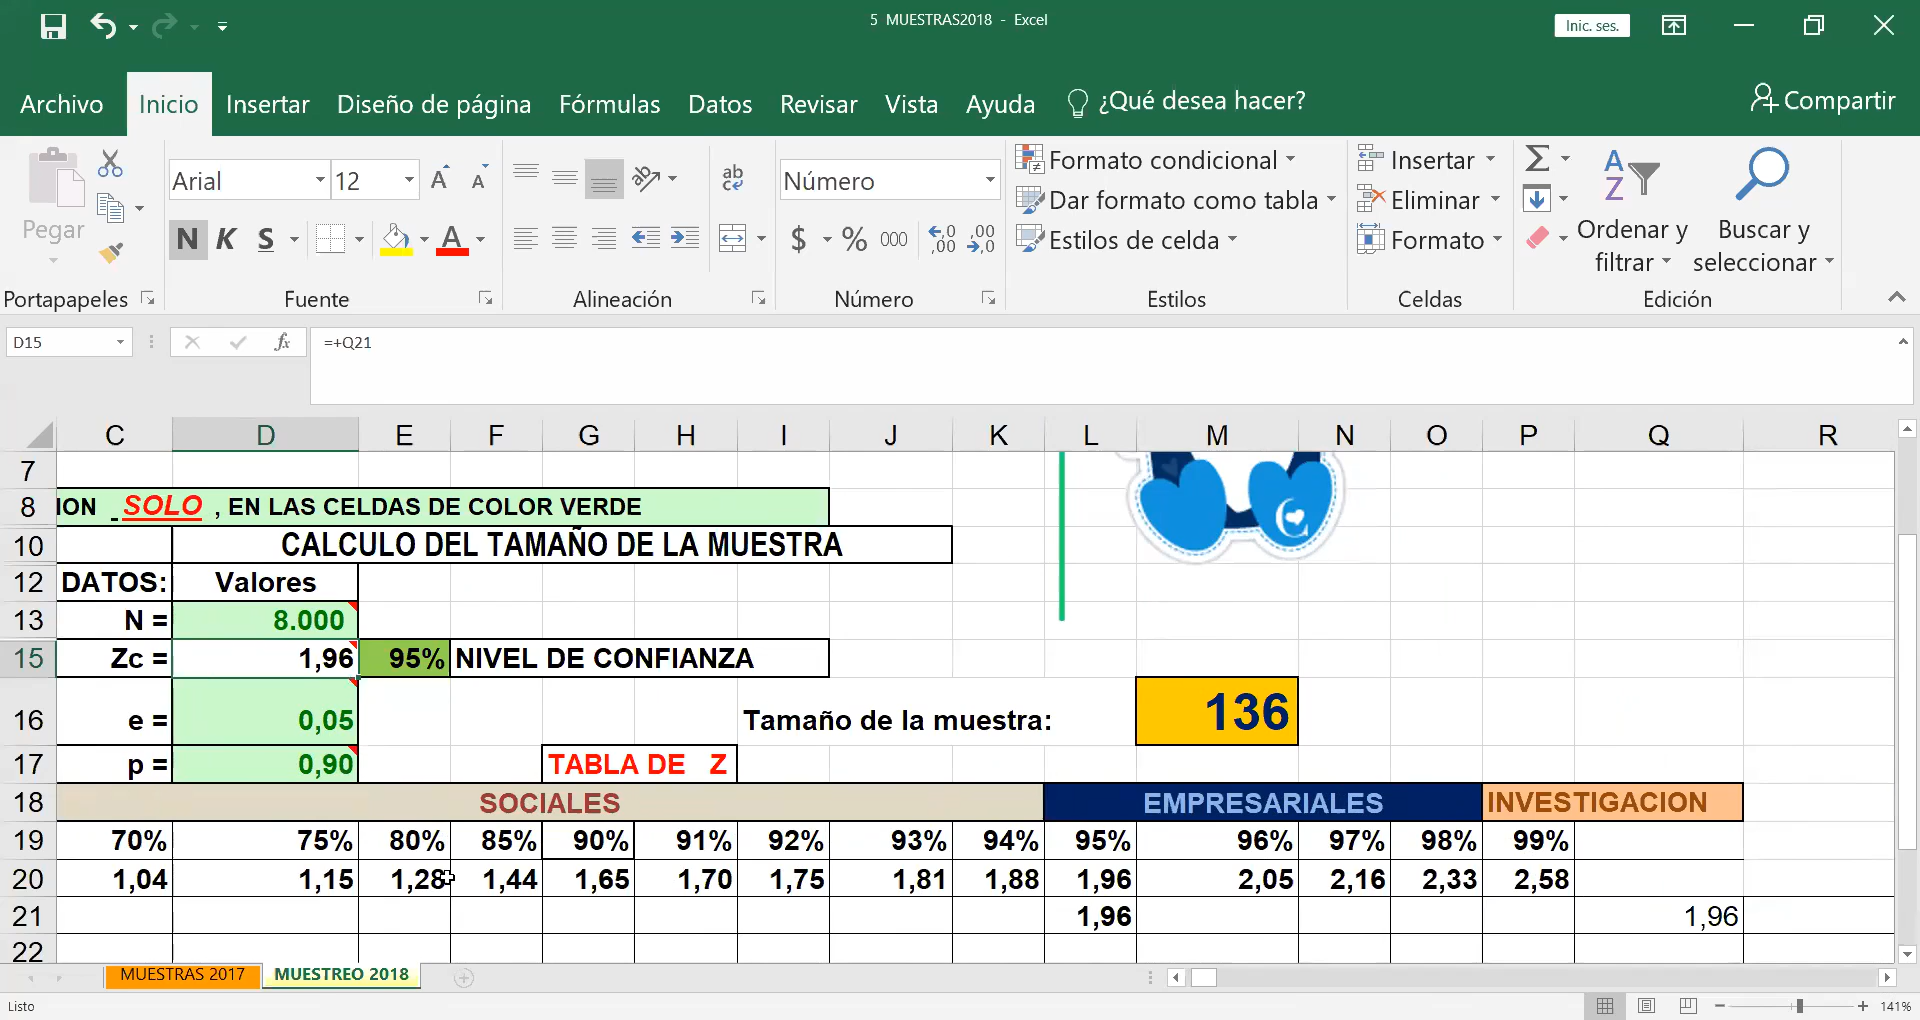 5 MUESTRAS2018 - Excel
Inic. ses.
Archivo Inicio Insertar Diseño de página Fórmulas Datos Revisar Vista Ayuda ¿Qué desea hacer? Compartir
Pegar
Arial 12
N K S
Número
$ % 000
Formato condicional
Dar formato como tabla
Estilos de celda
Insertar
Eliminar
Formato
Ordenar y filtrar
Buscar y seleccionar
Portapapeles Fuente Alineación Número Estilos Celdas Edición
D15 fx =+Q21
C D E F G H I J K L M N O P Q R
7
8 ION _SOLO , EN LAS CELDAS DE COLOR VERDE
10 CALCULO DEL TAMAÑO DE LA MUESTRA
12 DATOS: Valores
13 N = 8.000
15 Zc = 1,96 95% NIVEL DE CONFIANZA
16 e = 0,05 Tamaño de la muestra: 136
17 p = 0,90 TABLA DE Z
18 SOCIALES EMPRESARIALES INVESTIGACION
19 70% 75% 80% 85% 90% 91% 92% 93% 94% 95% 96% 97% 98% 99%
20 1,04 1,15 1,28 1,44 1,65 1,70 1,75 1,81 1,88 1,96 2,05 2,16 2,33 2,58
21 1,96 1,96
22
MUESTRAS 2017 MUESTREO 2018
Listo 141%